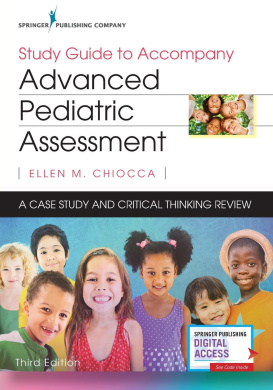 SPRINGER PUBLISHING COMPANY
Study Guide to Accompany
Advanced
Pediatric
Assessment
ELLEN M. CHIOCCA
A CASE STUDY AND CRITICAL THINKING REVIEW
Third Edition
SPRINGER PUBLISHING
DIGITAL
ACCESS
See Code Inside